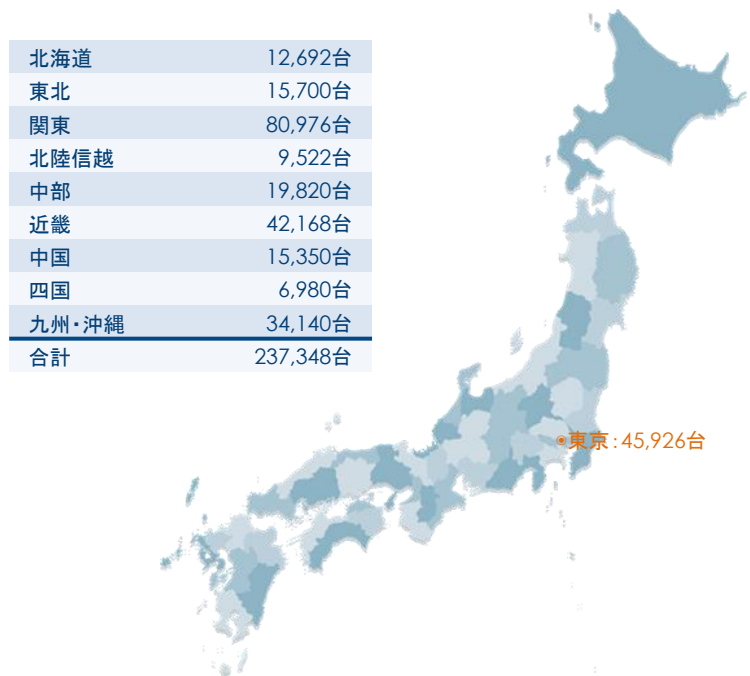 北海道 12,692台
東北 15,700台
関東 80,976台
北陸信越 9,522台
中部 19,820台
近畿 42,168台
中国 15,350台
四国 6,980台
九州・沖縄 34,140台
合計 237,348台
東京：45,926台